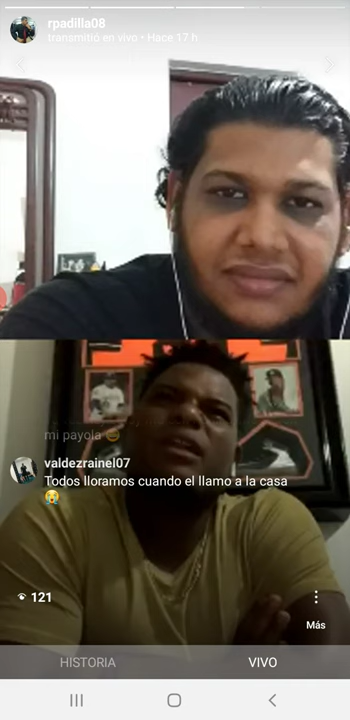 rpadilla08
transmitió en vivo • Hace 17 h
mi payola 😄
valdezrainel07
Todos lloramos cuando el llamo a la casa
😭
121
Más
HISTORIA
VIVO